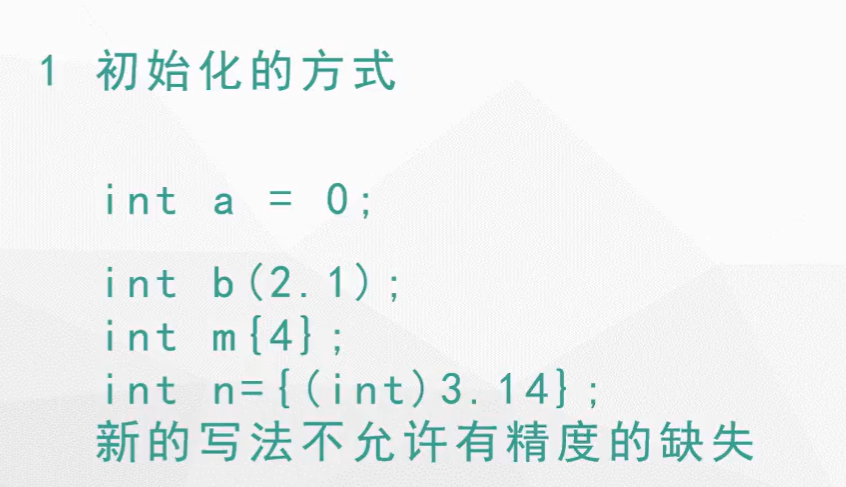 1 初始化的方式
int a = 0;
int b(2.1);
int m{4};
int n={(int)3.14};
新的写法不允许有精度的缺失